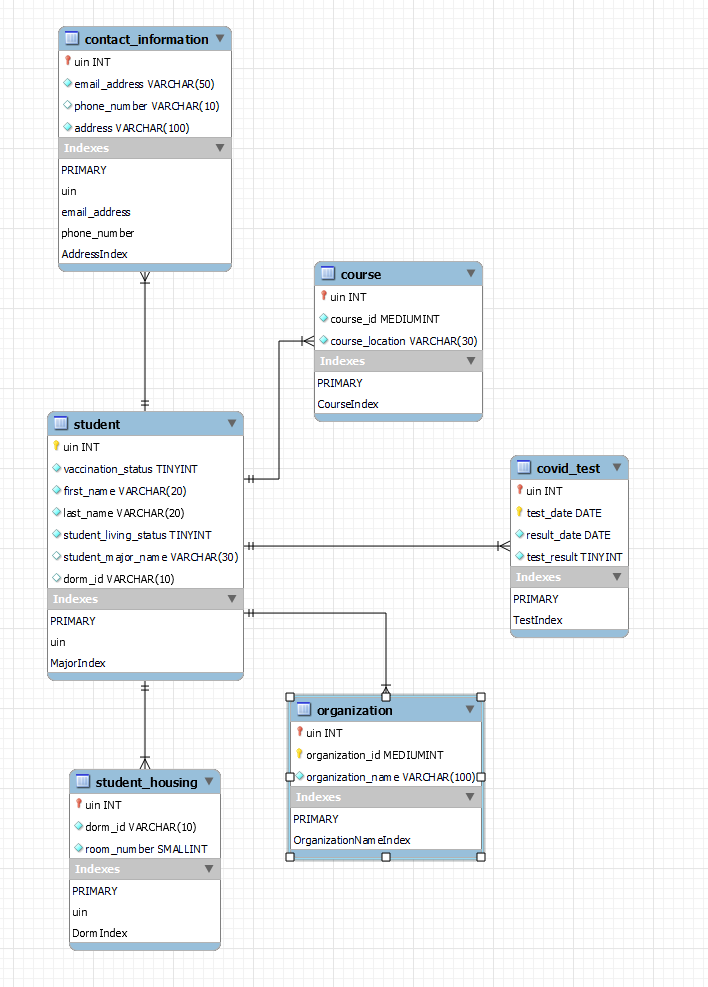 contact_information
uin INT
email_address VARCHAR(50)
phone_number VARCHAR(10)
address VARCHAR(100)
Indexes
PRIMARY
uin
email_address
phone_number
AddressIndex
course
uin INT
course_id MEDIUMINT
course_location VARCHAR(30)
Indexes
PRIMARY
CourseIndex
student
uin INT
vaccination_status TINYINT
first_name VARCHAR(20)
last_name VARCHAR(20)
student_living_status TINYINT
student_major_name VARCHAR(30)
dorm_id VARCHAR(10)
Indexes
PRIMARY
uin
MajorIndex
covid_test
uin INT
test_date DATE
result_date DATE
test_result TINYINT
Indexes
PRIMARY
TestIndex
organization
uin INT
organization_id MEDIUMINT
organization_name VARCHAR(100)
Indexes
PRIMARY
OrganizationNameIndex
student_housing
uin INT
dorm_id VARCHAR(10)
room_number SMALLINT
Indexes
PRIMARY
uin
DormIndex